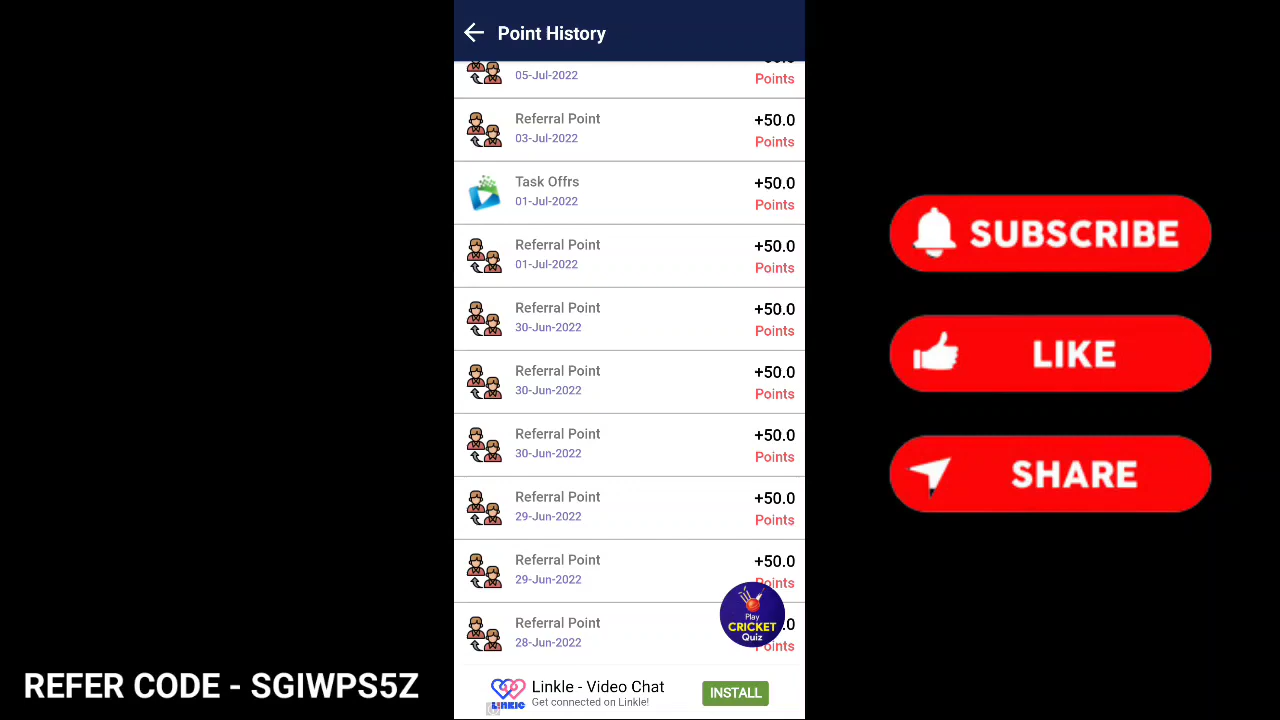 Point History
05-Jul-2022
Points
Referral Point
+50.0
03-Jul-2022
Points
Task Offrs
+50.0
01-Jul-2022
Points
Referral Point
+50.0
01-Jul-2022
Points
Referral Point
+50.0
30-Jun-2022
Points
Referral Point
+50.0
30-Jun-2022
Points
Referral Point
+50.0
30-Jun-2022
Points
Referral Point
+50.0
29-Jun-2022
Points
Referral Point
+50.0
29-Jun-2022
Points
Play
CRICKET
Quiz
Referral Point
.0
28-Jun-2022
Points
Linkle - Video Chat
Get connected on Linkle!
INSTALL
SUBSCRIBE
LIKE
SHARE
REFER CODE - SGIWPS5Z